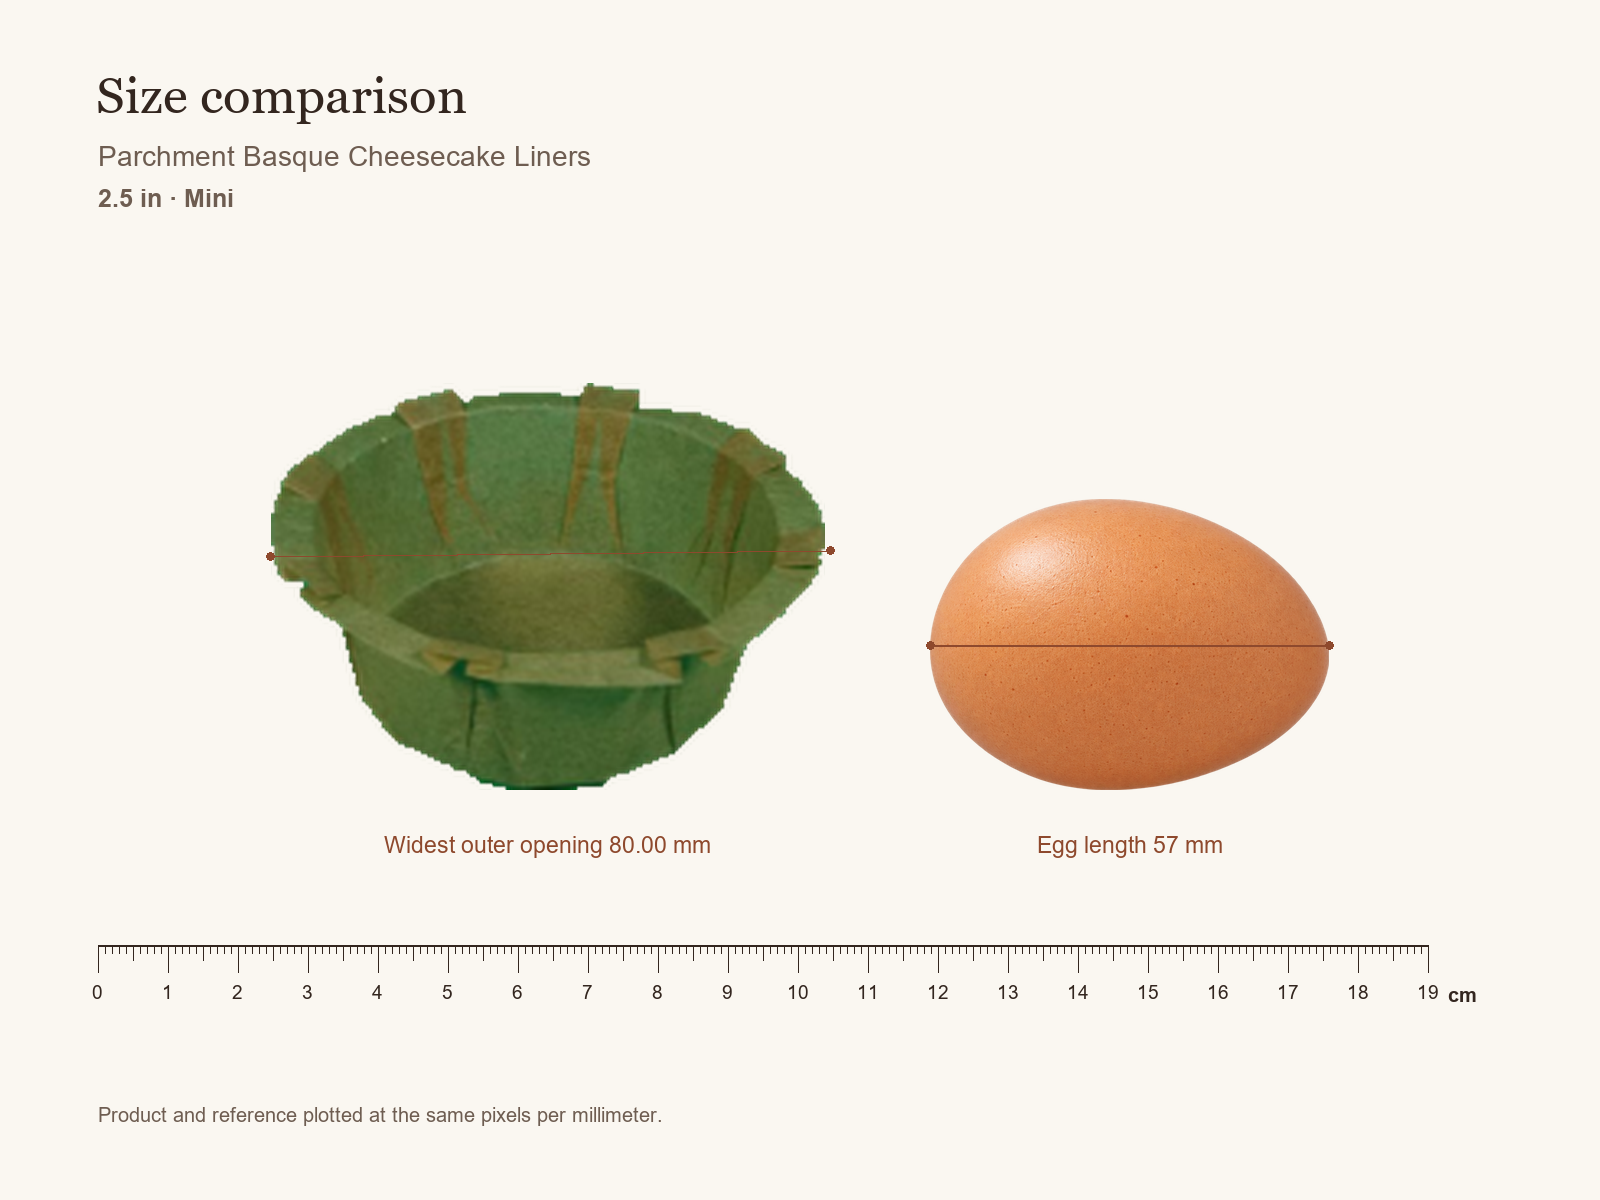 Size comparison
Parchment Basque Cheesecake Liners
2.5 in · Mini
Widest outer opening 80.00 mm
Egg length 57 mm
0 1 2 3 4 5 6 7 8 9 10 11 12 13 14 15 16 17 18 19 cm
Product and reference plotted at the same pixels per millimeter.